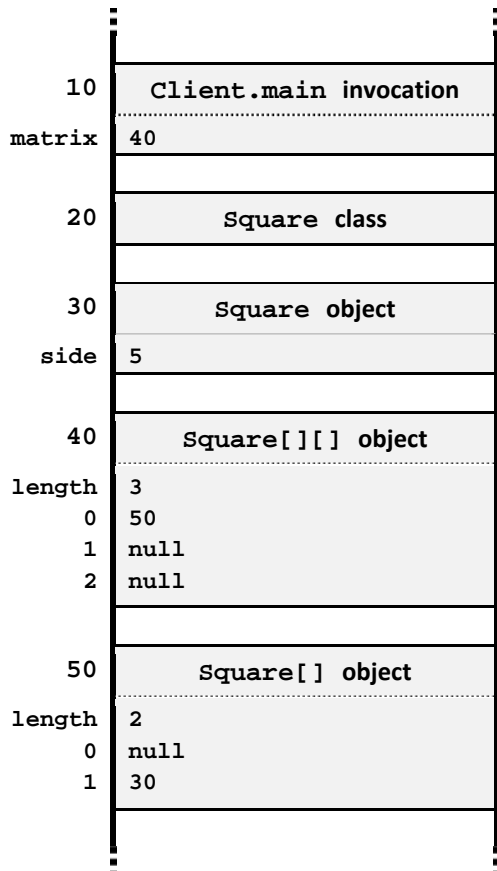 10 Client.main invocation
matrix 40
20 Square class
30 Square object
side 5
40 Square[][] object
length 3
0 50
1 null
2 null
50 Square[] object
length 2
0 null
1 30